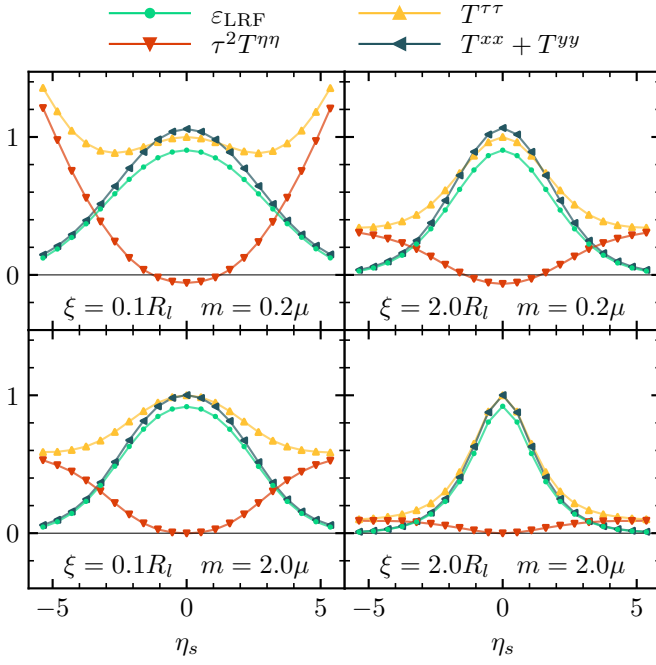 ε_LRF T^ττ
τ²T^ηη T^xx + T^yy
1
0
ξ = 0.1R_l m = 0.2μ ξ = 2.0R_l m = 0.2μ
1
0
ξ = 0.1R_l m = 2.0μ ξ = 2.0R_l m = 2.0μ
−5 0 5 −5 0 5
η_s η_s